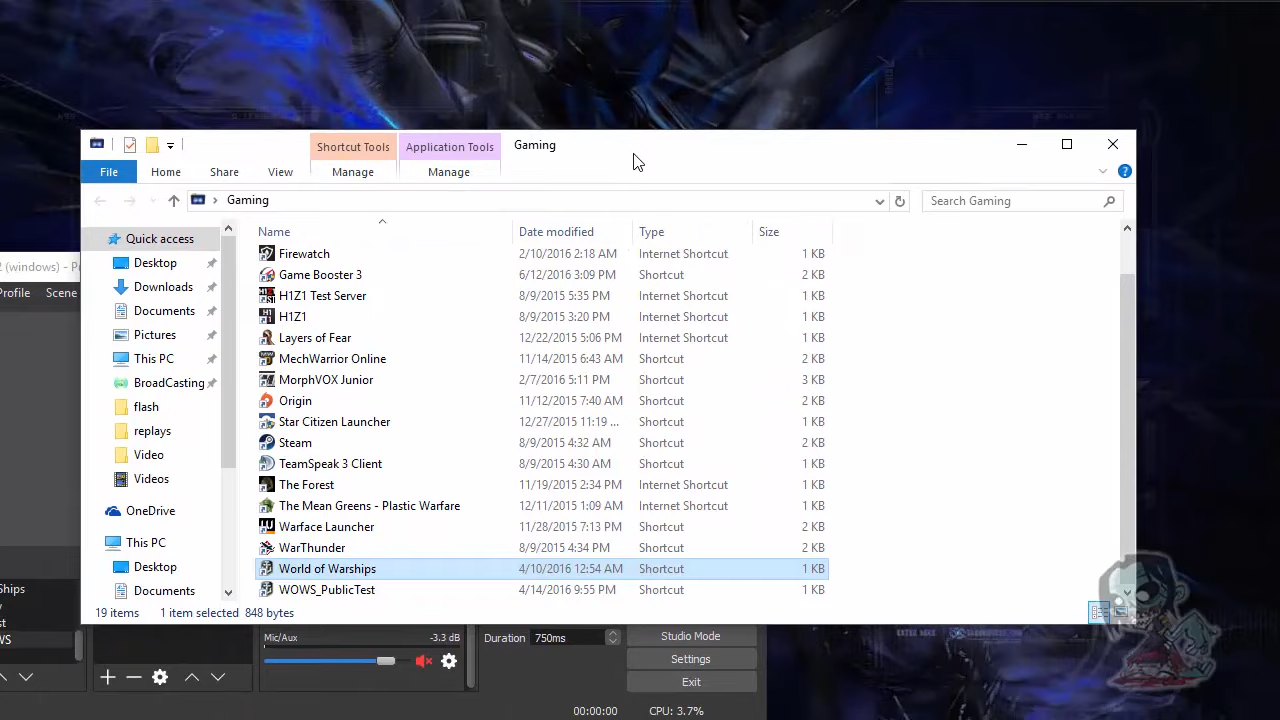 Shortcut Tools Application Tools Gaming
File Home Share View Manage Manage
Gaming Search Gaming
Name Date modified Type Size
Quick access
Desktop
Downloads
Documents
Pictures
This PC
BroadCasting
flash
replays
Video
Videos
OneDrive
This PC
Desktop
Documents
Firewatch 2/10/2016 2:18 AM Internet Shortcut 1 KB
Game Booster 3 6/12/2016 3:09 PM Shortcut 2 KB
H1Z1 Test Server 8/9/2015 5:35 PM Internet Shortcut 1 KB
H1Z1 8/9/2015 3:20 PM Internet Shortcut 1 KB
Layers of Fear 12/22/2015 5:06 PM Internet Shortcut 1 KB
MechWarrior Online 11/14/2015 6:43 AM Shortcut 2 KB
MorphVOX Junior 2/7/2016 5:11 PM Shortcut 3 KB
Origin 11/12/2015 7:40 AM Shortcut 2 KB
Star Citizen Launcher 12/27/2015 11:19 ... Shortcut 1 KB
Steam 8/9/2015 4:32 AM Shortcut 2 KB
TeamSpeak 3 Client 8/9/2015 4:30 AM Shortcut 1 KB
The Forest 11/19/2015 2:34 PM Internet Shortcut 1 KB
The Mean Greens - Plastic Warfare 12/11/2015 1:09 AM Internet Shortcut 1 KB
Warface Launcher 11/28/2015 7:13 PM Shortcut 2 KB
WarThunder 8/9/2015 4:34 PM Shortcut 2 KB
World of Warships 4/10/2016 12:54 AM Shortcut 1 KB
WOWS_PublicTest 4/14/2016 9:55 PM Shortcut 1 KB
19 items 1 item selected 848 bytes
2 (windows) - P
Profile Scene
Ships
WS
Mic/Aux -3.3 dB
Duration 750ms
Studio Mode
Settings
Exit
00:00:00 CPU: 3.7%